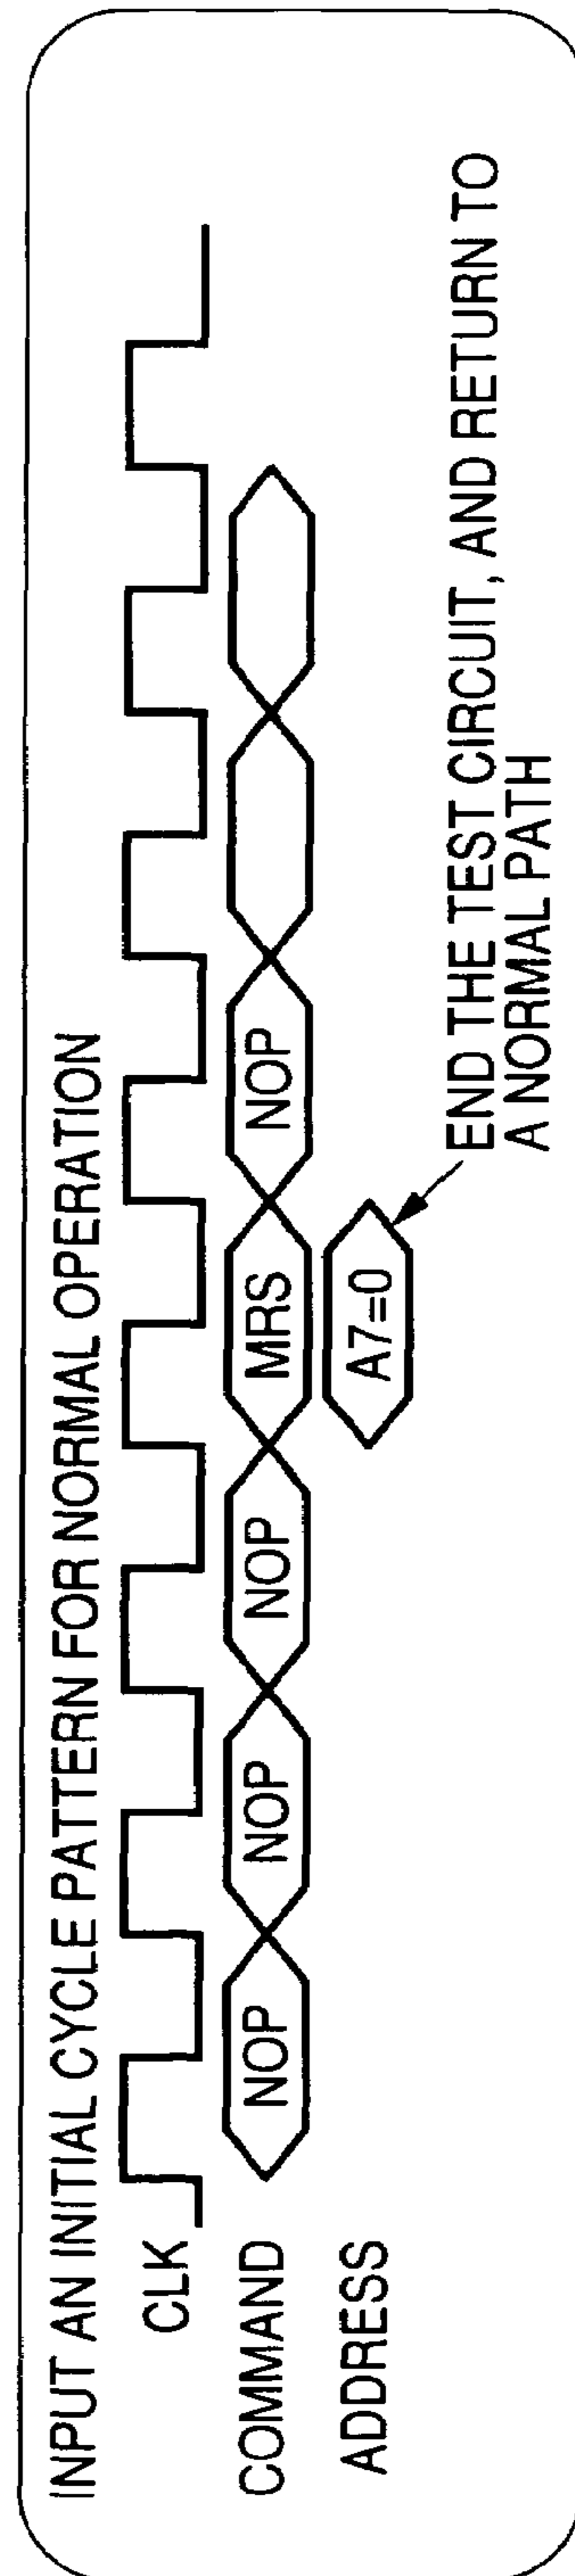 INPUT AN INITIAL CYCLE PATTERN FOR NORMAL OPERATION
CLK
COMMAND
NOP
NOP
NOP
MRS
NOP
ADDRESS
A7=0
END THE TEST CIRCUIT, AND RETURN TO
A NORMAL PATH